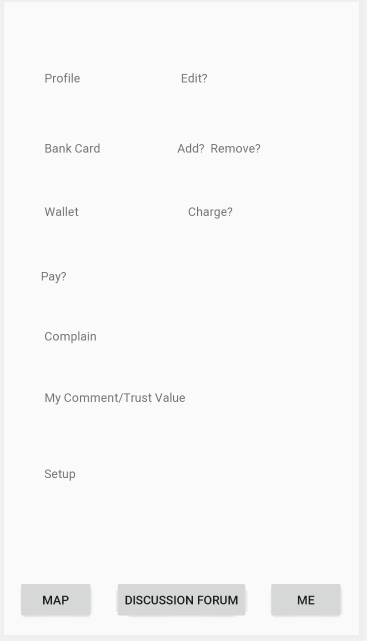 Profile Edit?
Bank Card Add? Remove?
Wallet Charge?
Pay?
Complain
My Comment/Trust Value
Setup
MAP DISCUSSION FORUM ME